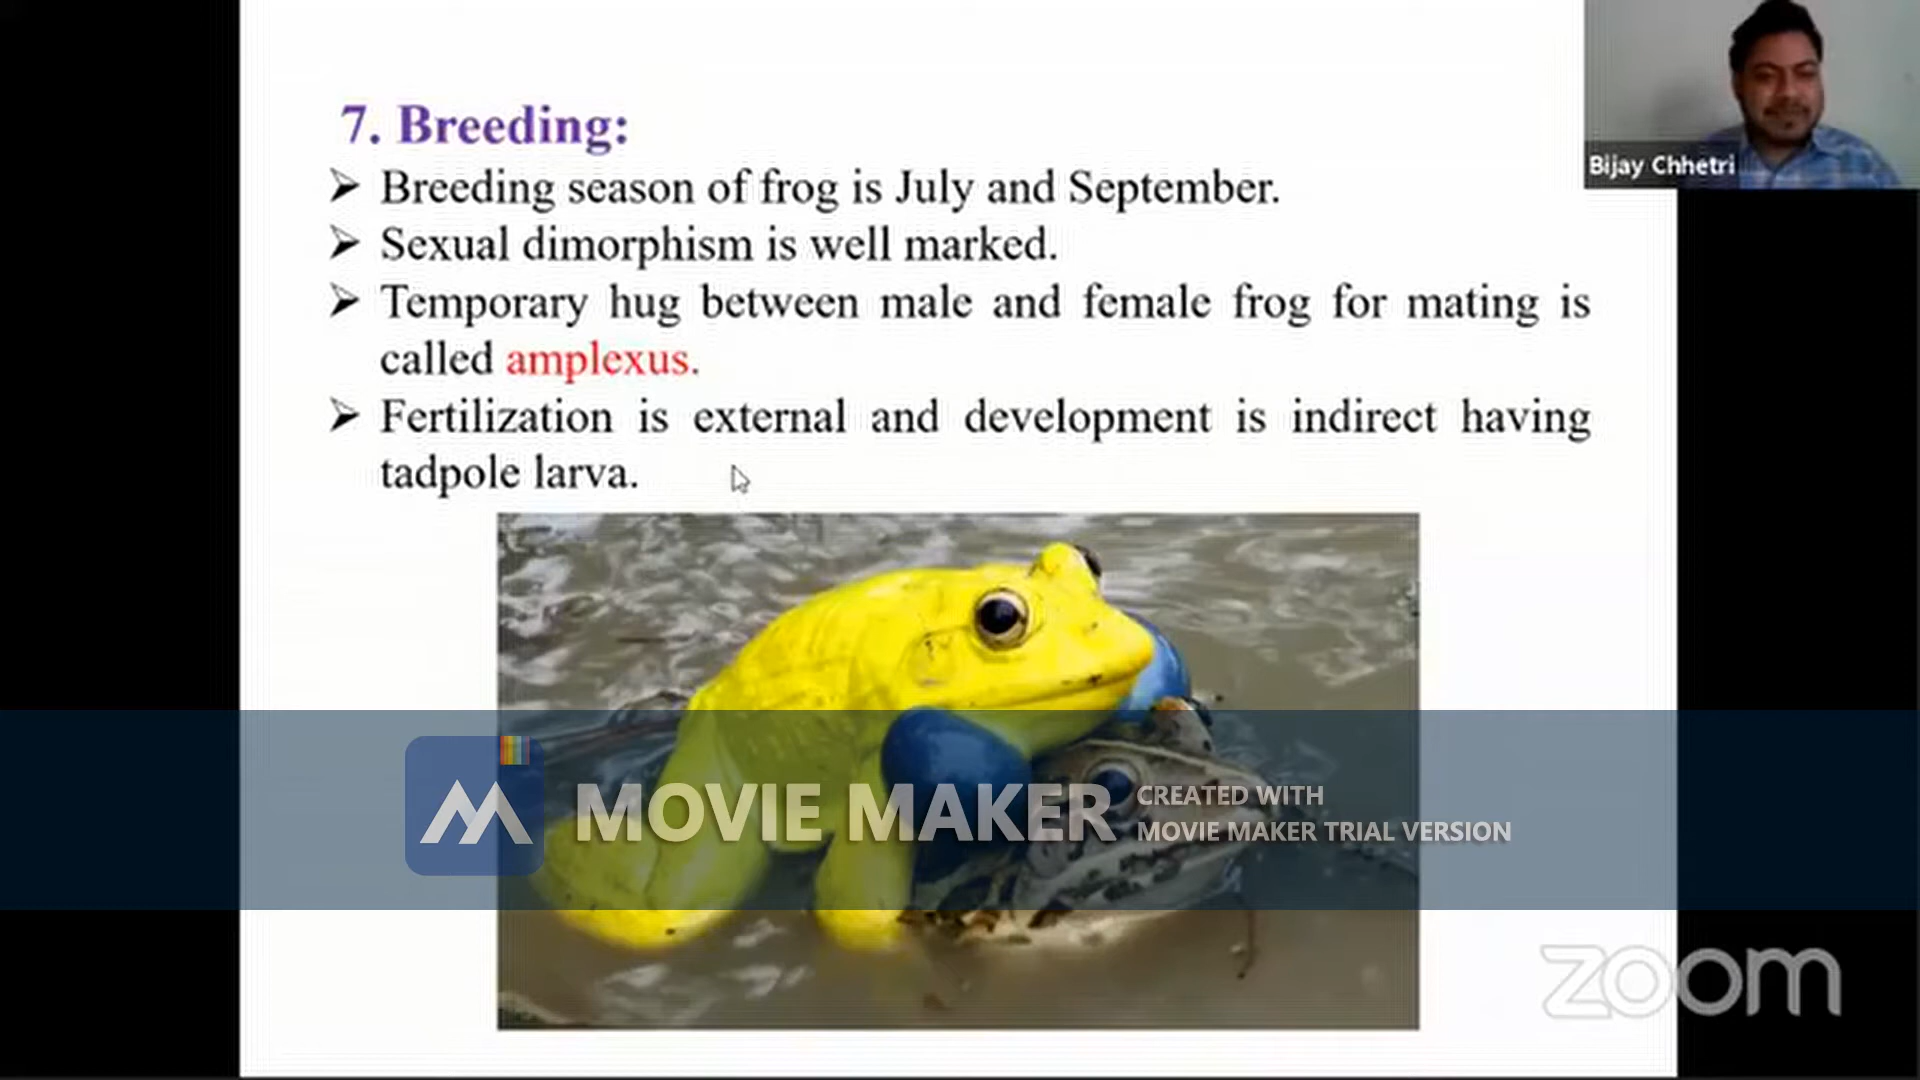 7. Breeding:
➢ Breeding season of frog is July and September.
➢ Sexual dimorphism is well marked.
➢ Temporary hug between male and female frog for mating is
called amplexus.
➢ Fertilization is external and development is indirect having
tadpole larva.
Bijay Chhetri
MOVIE MAKER
CREATED WITH
MOVIE MAKER TRIAL VERSION
zoom